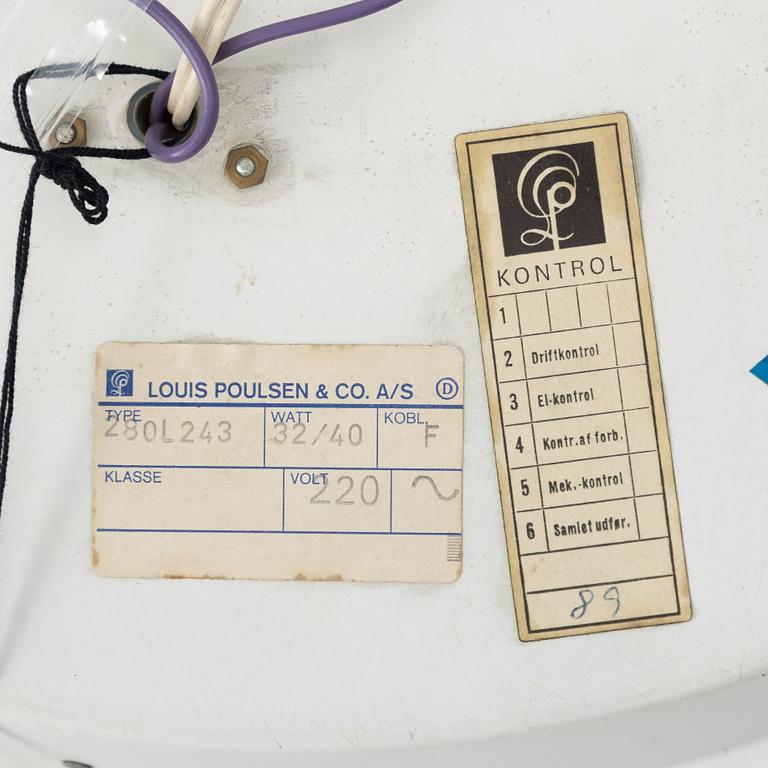 LOUIS POULSEN & CO. A/S D
TYPE WATT KOBL.
280L243 32/40 F
KLASSE VOLT
220 ~
KONTROL
1
2 Driftkontrol
3 El-kontrol
4 Kontr.af forb.
5 Mek.-kontrol
6 Samlet udfør.
89